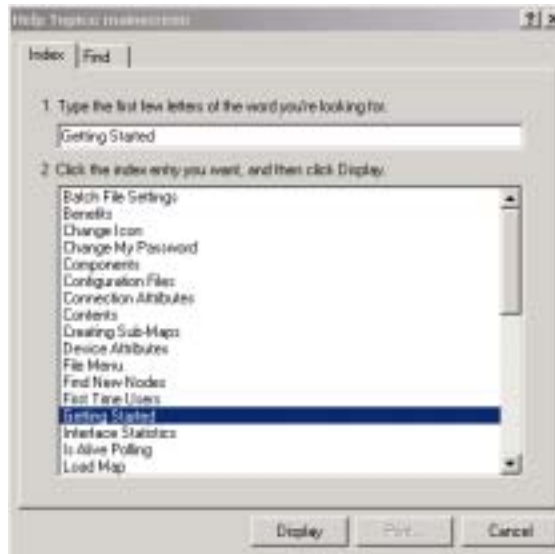 Help Topics: mainscreen
Index
Find
1 Type the first few letters of the word you're looking for.
Getting Started
2 Click the index entry you want, and then click Display.
Batch File Settings
Benefits
Change Icon
Change My Password
Components
Configuration Files
Connection Attributes
Contents
Creating Sub-Maps
Device Attributes
File Menu
Find New Nodes
First Time Users
Getting Started
Interface Statistics
Is Alive Polling
Load Map
Display
Print...
Cancel